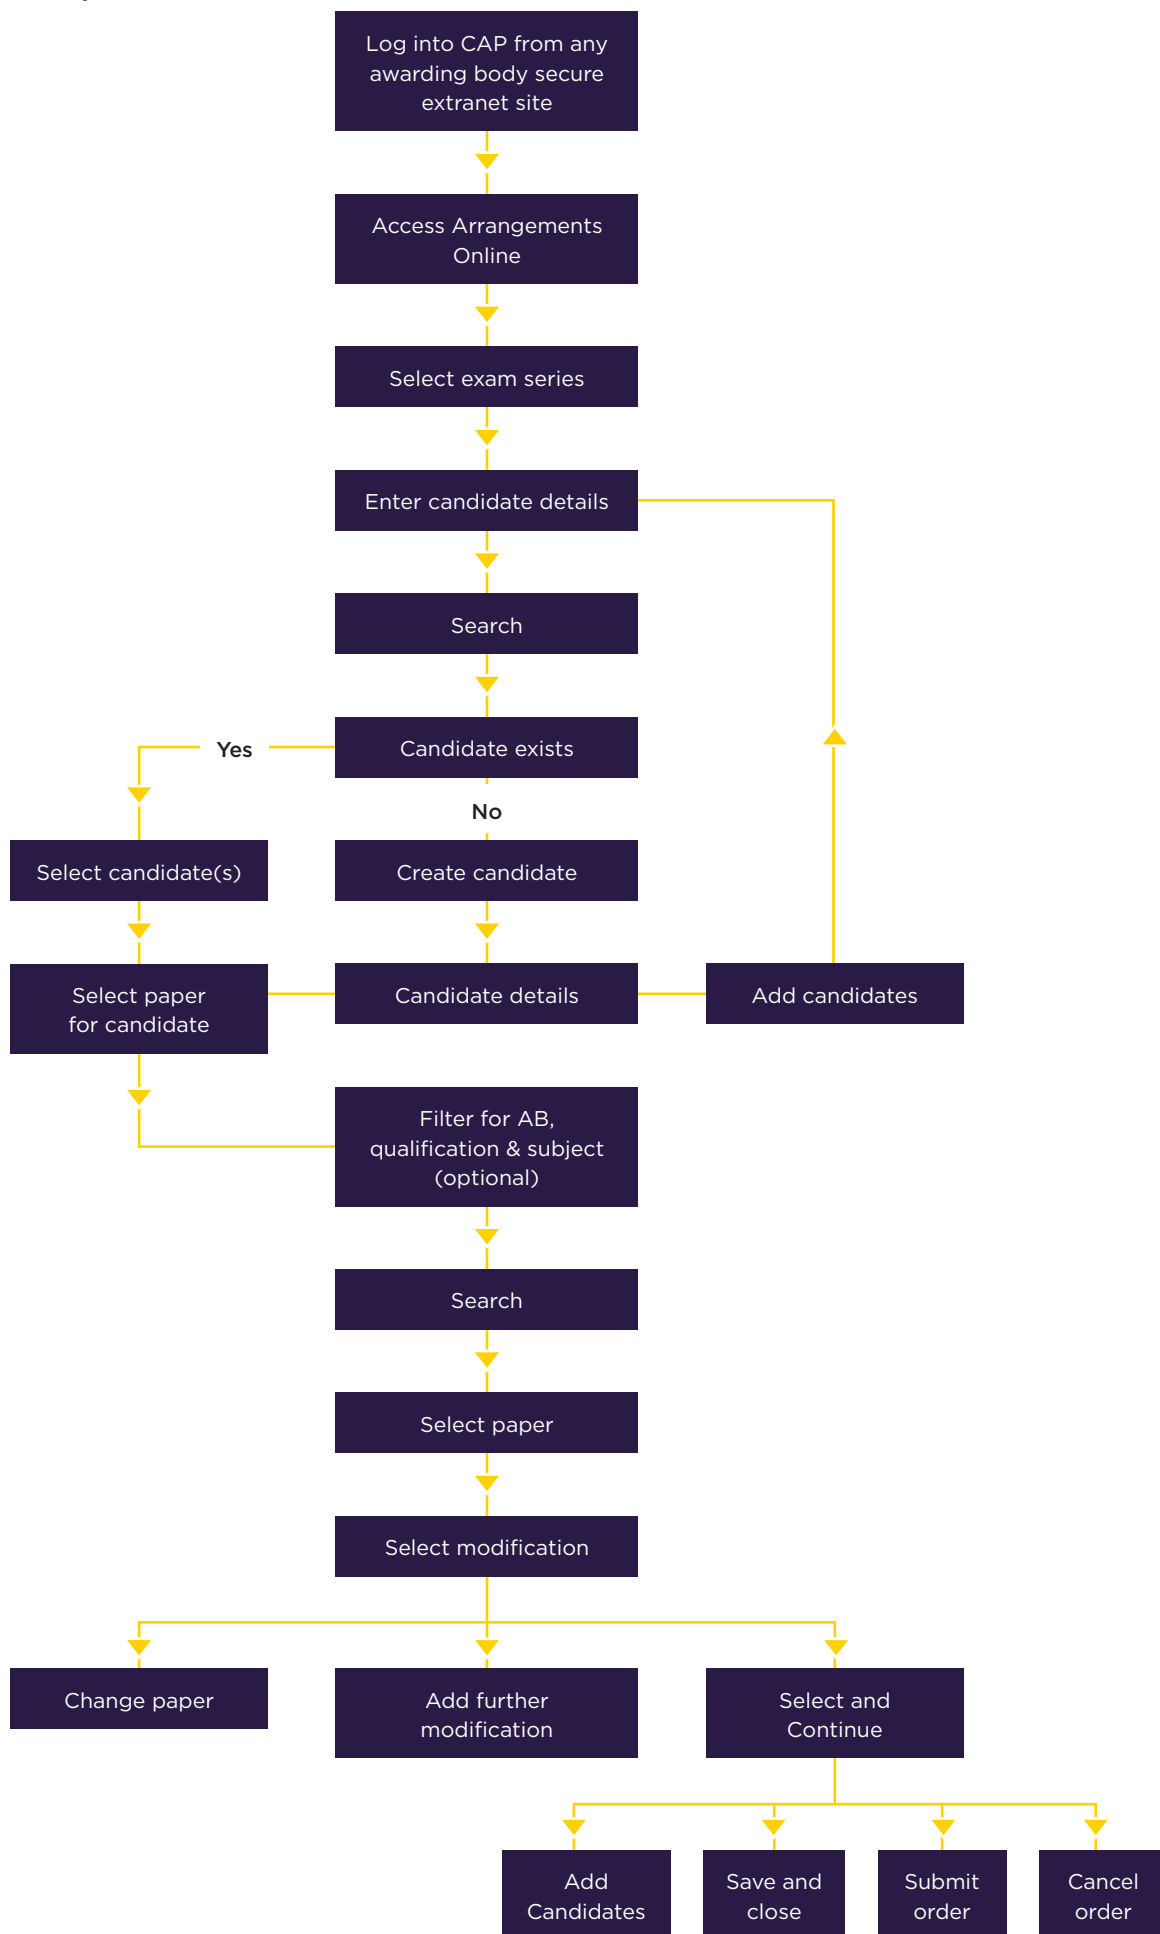 Log into CAP from any
awarding body secure
extranet site
Access Arrangements
Online
Select exam series
Enter candidate details
Search
Candidate exists
Yes
No
Select candidate(s)
Create candidate
Select paper
for candidate
Candidate details
Add candidates
Filter for AB,
qualification & subject
(optional)
Search
Select paper
Select modification
Change paper
Add further
modification
Select and
Continue
Add
Candidates
Save and
close
Submit
order
Cancel
order